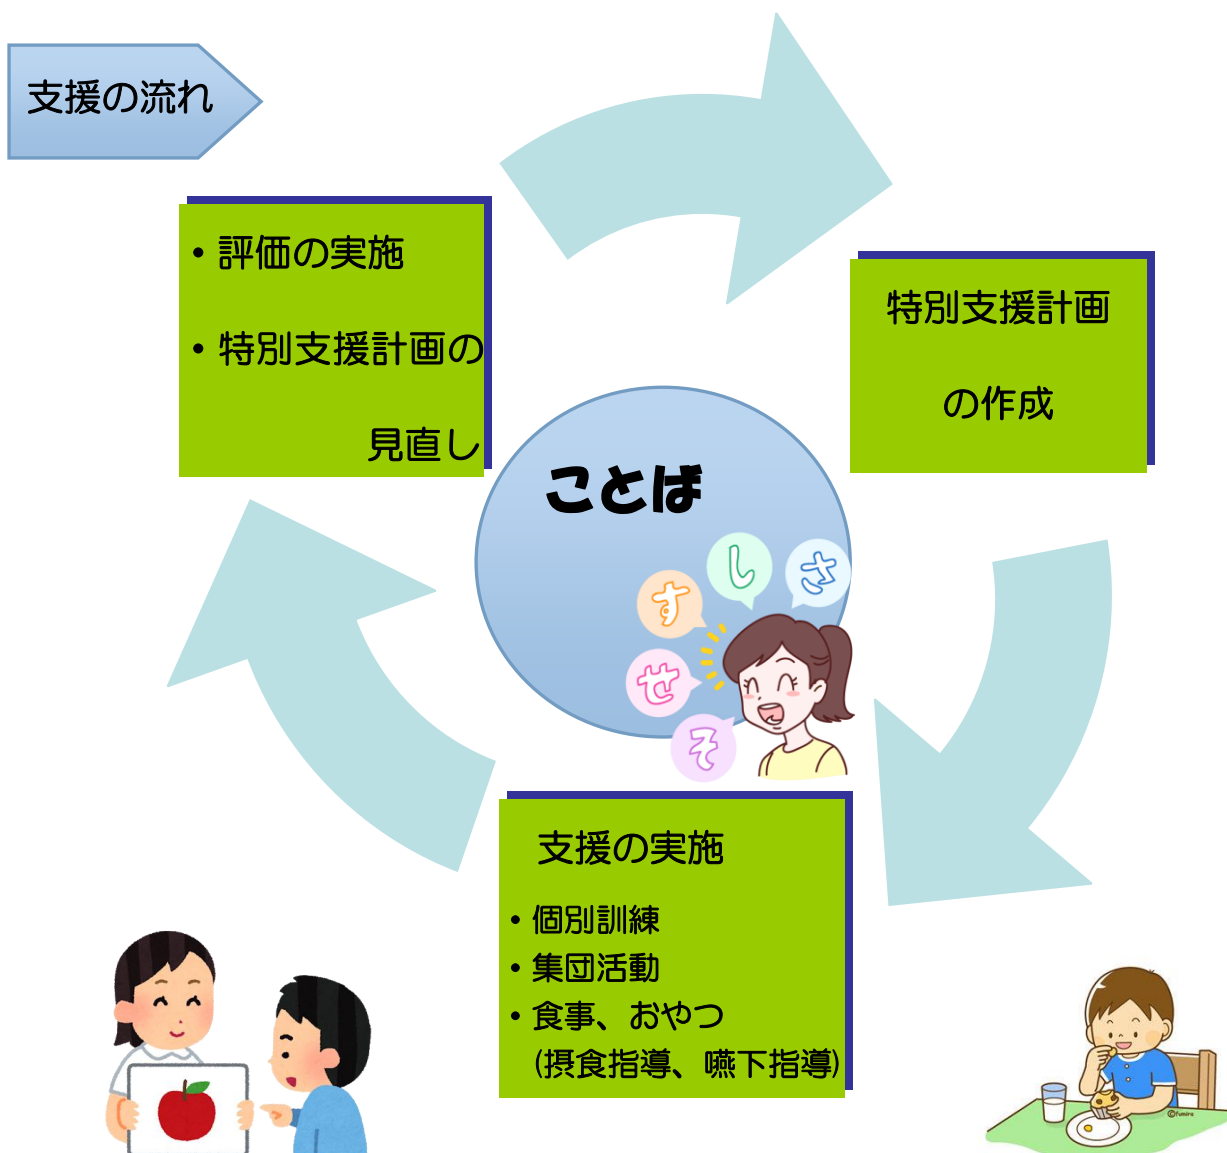 支援の流れ
・評価の実施
・特別支援計画の
見直し
特別支援計画
の作成
ことば
さ
し
す
せ
そ
支援の実施
・個別訓練
・集団活動
・食事、おやつ
(摂食指導、嚥下指導)
©fumira